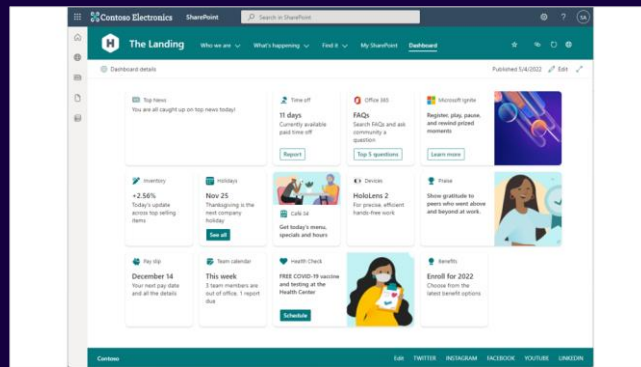 Contoso Electronics SharePoint Search in SharePoint ? SA
H The Landing Who we are What's happening Find it My SharePoint Dashboard
Dashboard details Published 5/4/2022 Edit
Top News
You are all caught up on top news today!
Time off
11 days
Currently available
paid time off
Report
Office 365
FAQs
Search FAQs and ask
community a
question
Top 5 questions
Microsoft Ignite
Register, play, pause,
and rewind prized
moments
Learn more
Inventory
+2.56%
Today's update
across top selling
items
Holidays
Nov 25
Thanksgiving is the
next company
holiday
See all
Café 34
Get today's menu,
specials and hours
Devices
HoloLens 2
For precise, efficient
hands-free work
Praise
Show gratitude to
peers who went above
and beyond at work.
Pay slip
December 14
Your next pay date
and all the details
Team calendar
This week
3 team members are
out of office. 1 report
due
Health Check
FREE COVID-19 vaccine
and testing at the
Health Center
Schedule
Benefits
Enroll for 2022
Choose from the
latest benefit options
Contoso Edit TWITTER INSTAGRAM FACEBOOK YOUTUBE LINKEDIN